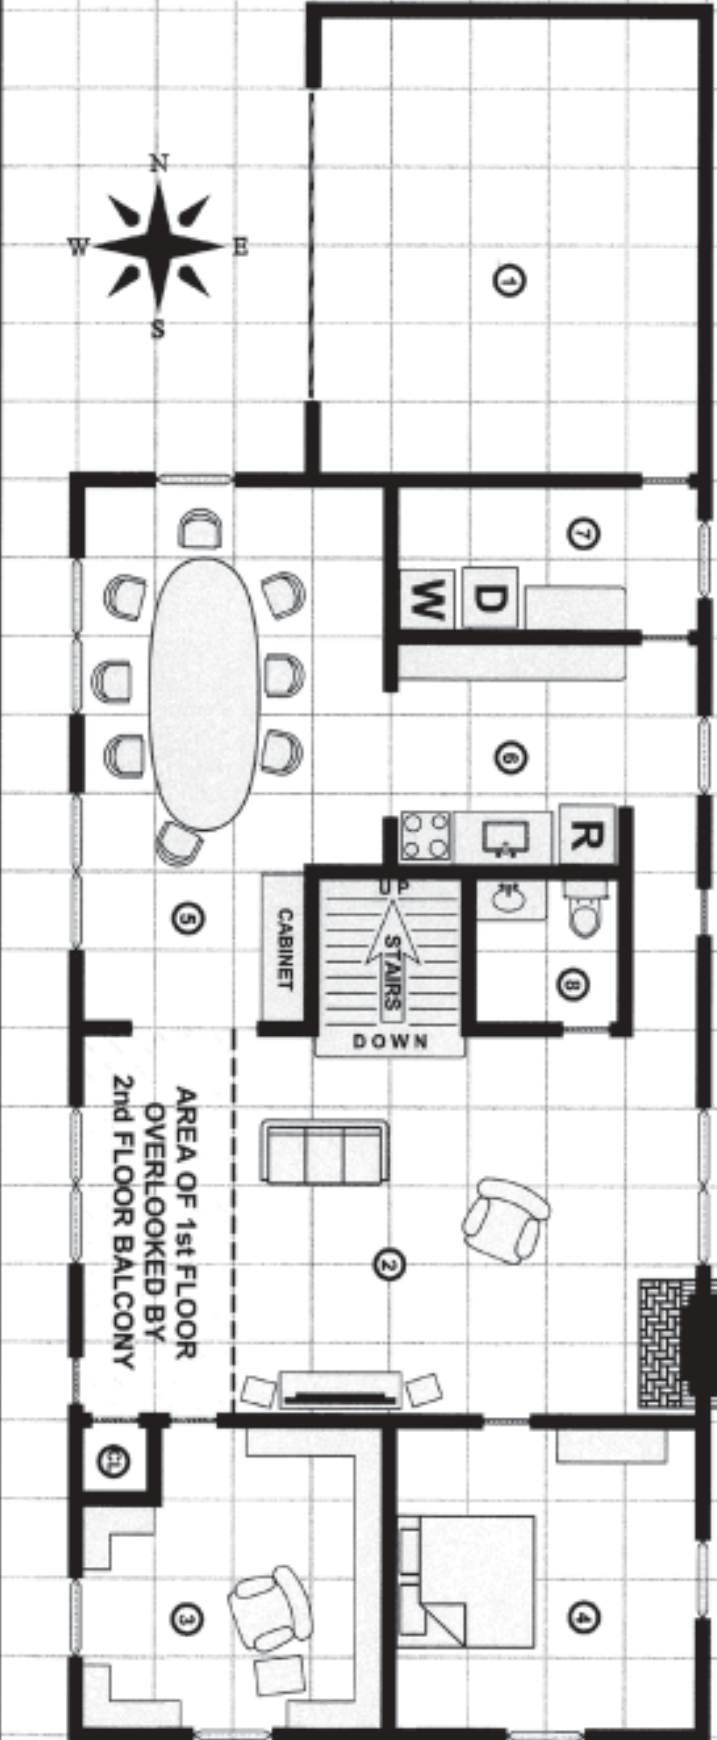 N
W E
S
1
7
W D
6
R
UP
8
5
CABINET
STAIRS
DOWN
AREA OF 1st FLOOR
OVERLOOKED BY
2nd FLOOR BALCONY
2
CL
3
4